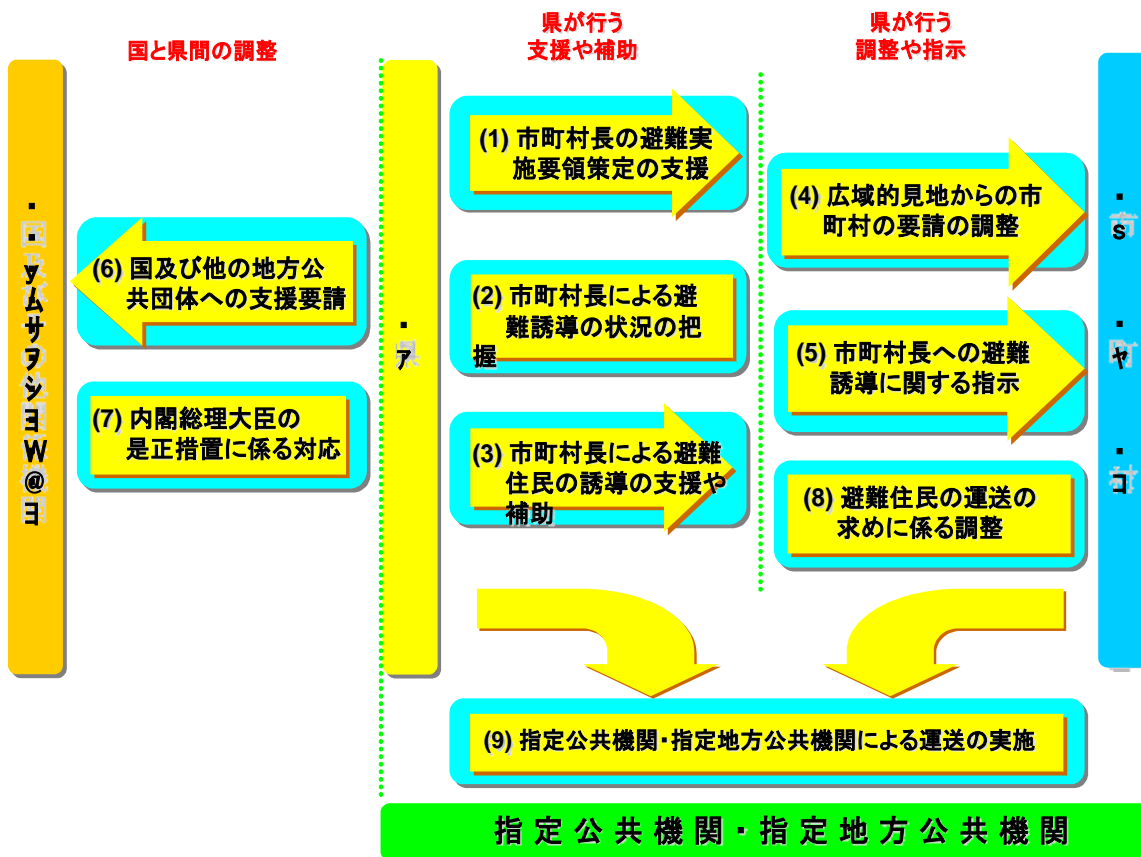 国と県間の調整
県が行う
支援や補助
県が行う
調整や指示
(1) 市町村長の避難実
施要領策定の支援
(2) 市町村長による避
難誘導の状況の把
握
(3) 市町村長による避難
住民の誘導の支援や
補助
(4) 広域的見地からの市
町村の要請の調整
(5) 市町村長への避難
誘導に関する指示
(8) 避難住民の運送の
求めに係る調整
(6) 国及び他の地方公
共団体への支援要請
(7) 内閣総理大臣の
是正措置に係る対応
(9) 指定公共機関・指定地方公共機関による運送の実施
指定公共機関・指定地方公共機関